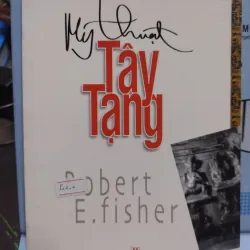 Mỹ thuật
Tây
Tạng
Robert
E.fisher